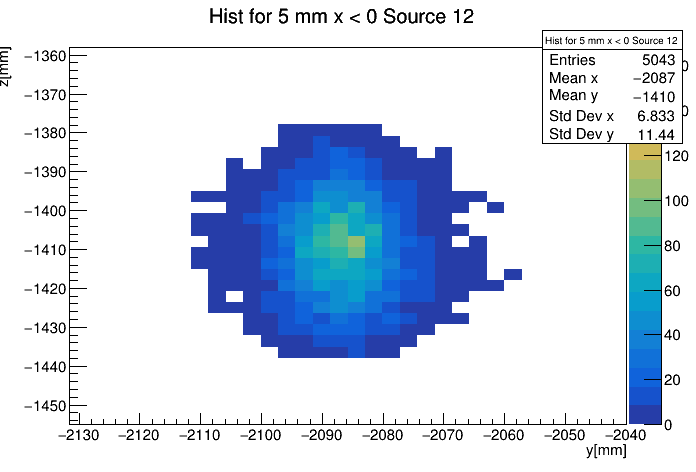 Hist for 5 mm x < 0 Source 12
Hist for 5 mm x < 0 Source 12
Entries 5043
Mean x −2087
Mean y −1410
Std Dev x 6.833
Std Dev y 11.44
z[mm]
−1360
−1370
−1380
−1390
−1400
−1410
−1420
−1430
−1440
−1450
120
100
80
60
40
20
0
−2130 −2120 −2110 −2100 −2090 −2080 −2070 −2060 −2050 −2040
y[mm]